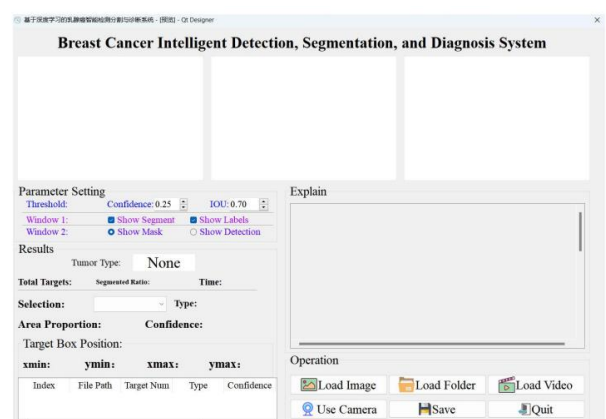 基于深度学习的乳腺癌智能检测分割与诊断系统 - [预览] - Qt Designer
Breast Cancer Intelligent Detection, Segmentation, and Diagnosis System
Parameter Setting
Threshold: Confidence: 0.25 IOU: 0.70
Window 1: Show Segment Show Labels
Window 2: Show Mask Show Detection
Results
Tumor Type: None
Total Targets: Segmented Ratio: Time:
Selection: Type:
Area Proportion: Confidence:
Target Box Position:
xmin: ymin: xmax: ymax:
Index File Path Target Num Type Confidence
Explain
Operation
Load Image Load Folder Load Video
Use Camera Save Quit